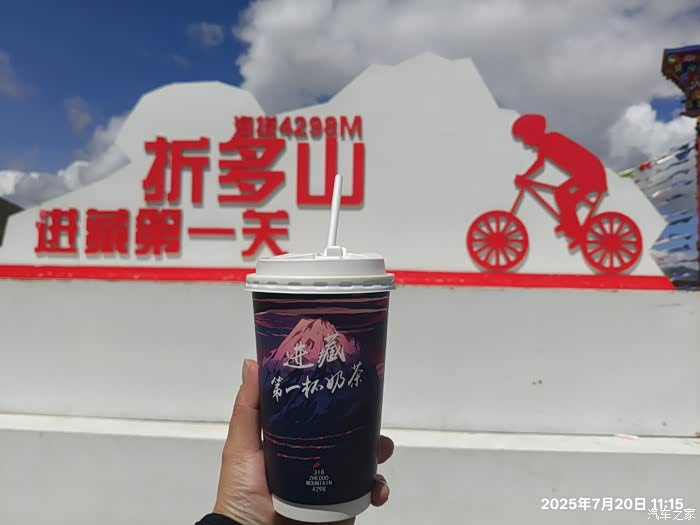 海拔4298M
折多山
进藏第一关
进藏
第一杯奶茶
318
ZHEDUO
MOUNTAIN
4298
2025年7月20日 11:15
汽车之家